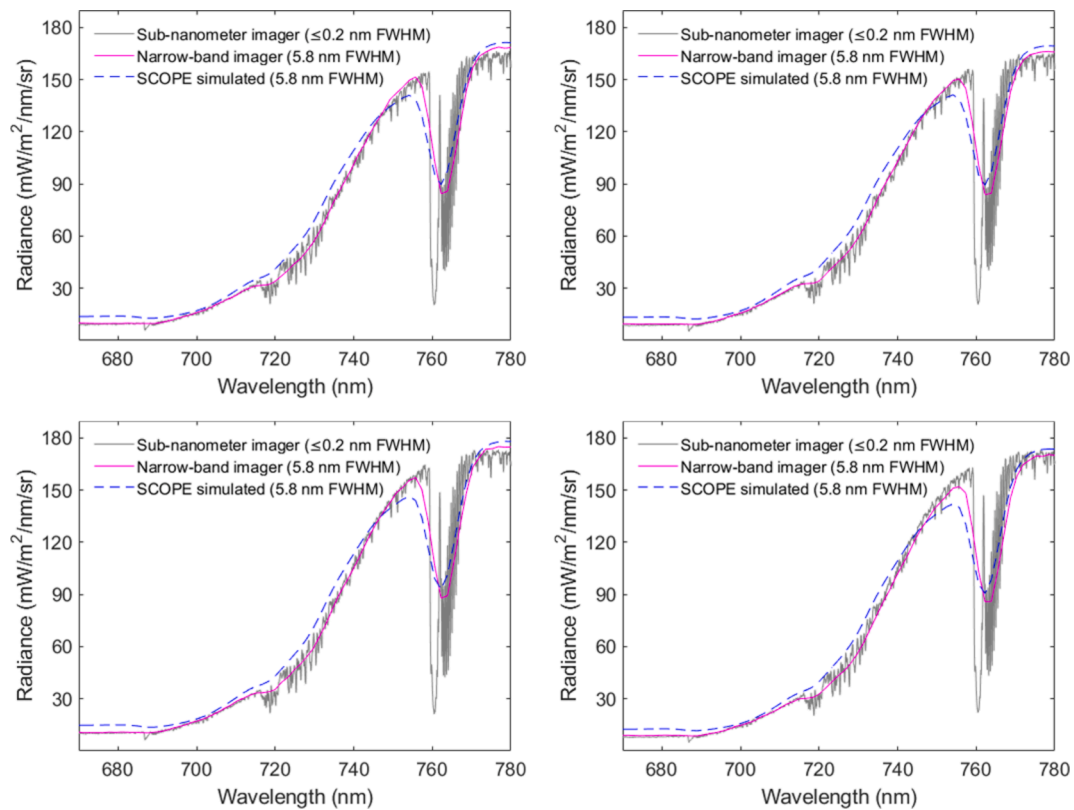 180
150
120
90
60
30
Radiance (mW/m²/nm/sr)
Sub-nanometer imager (≤0.2 nm FWHM)
Narrow-band imager (5.8 nm FWHM)
SCOPE simulated (5.8 nm FWHM)
680 700 720 740 760 780
Wavelength (nm)
180
150
120
90
60
30
Radiance (mW/m²/nm/sr)
Sub-nanometer imager (≤0.2 nm FWHM)
Narrow-band imager (5.8 nm FWHM)
SCOPE simulated (5.8 nm FWHM)
680 700 720 740 760 780
Wavelength (nm)
180
150
120
90
60
30
Radiance (mW/m²/nm/sr)
Sub-nanometer imager (≤0.2 nm FWHM)
Narrow-band imager (5.8 nm FWHM)
SCOPE simulated (5.8 nm FWHM)
680 700 720 740 760 780
Wavelength (nm)
180
150
120
90
60
30
Radiance (mW/m²/nm/sr)
Sub-nanometer imager (≤0.2 nm FWHM)
Narrow-band imager (5.8 nm FWHM)
SCOPE simulated (5.8 nm FWHM)
680 700 720 740 760 780
Wavelength (nm)